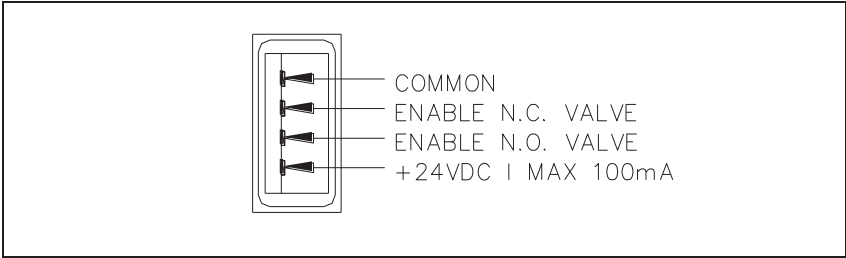 COMMON
ENABLE N.C. VALVE
ENABLE N.O. VALVE
+24VDC I MAX 100mA